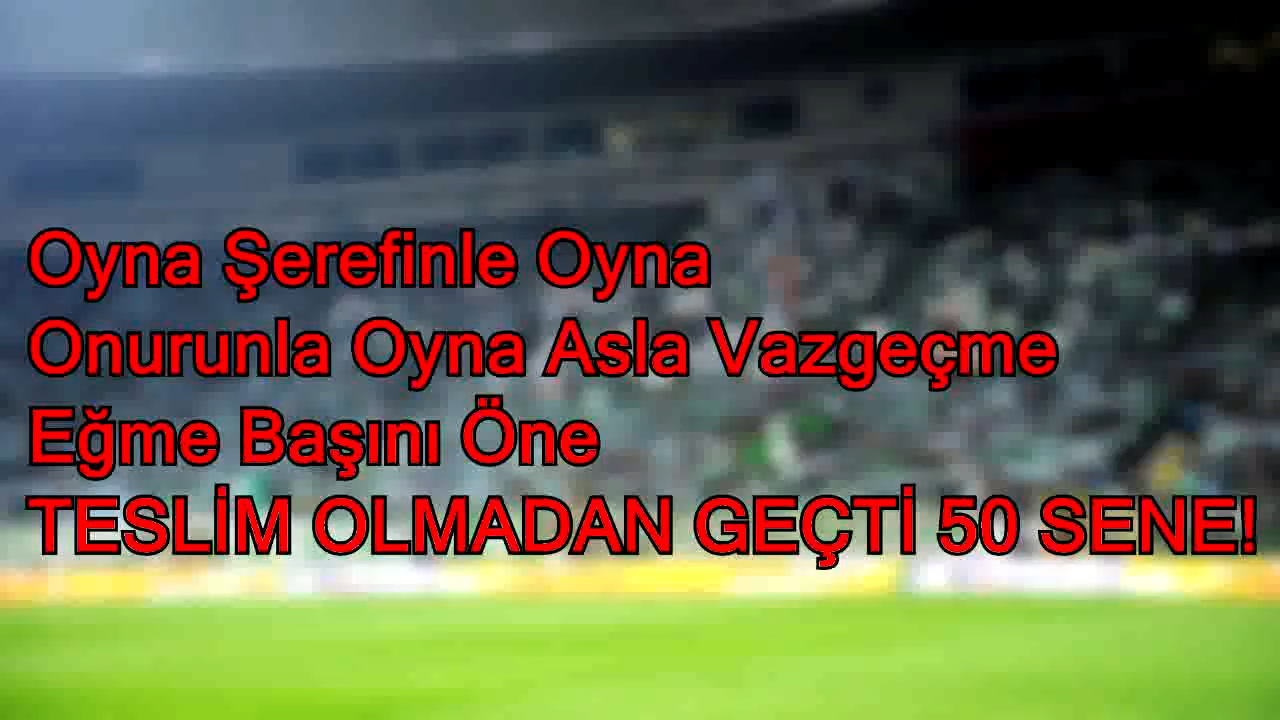 Oyna Şerefinle Oyna
Onurunla Oyna Asla Vazgeçme
Eğme Başını Öne
TESLİM OLMADAN GEÇTİ 50 SENE!